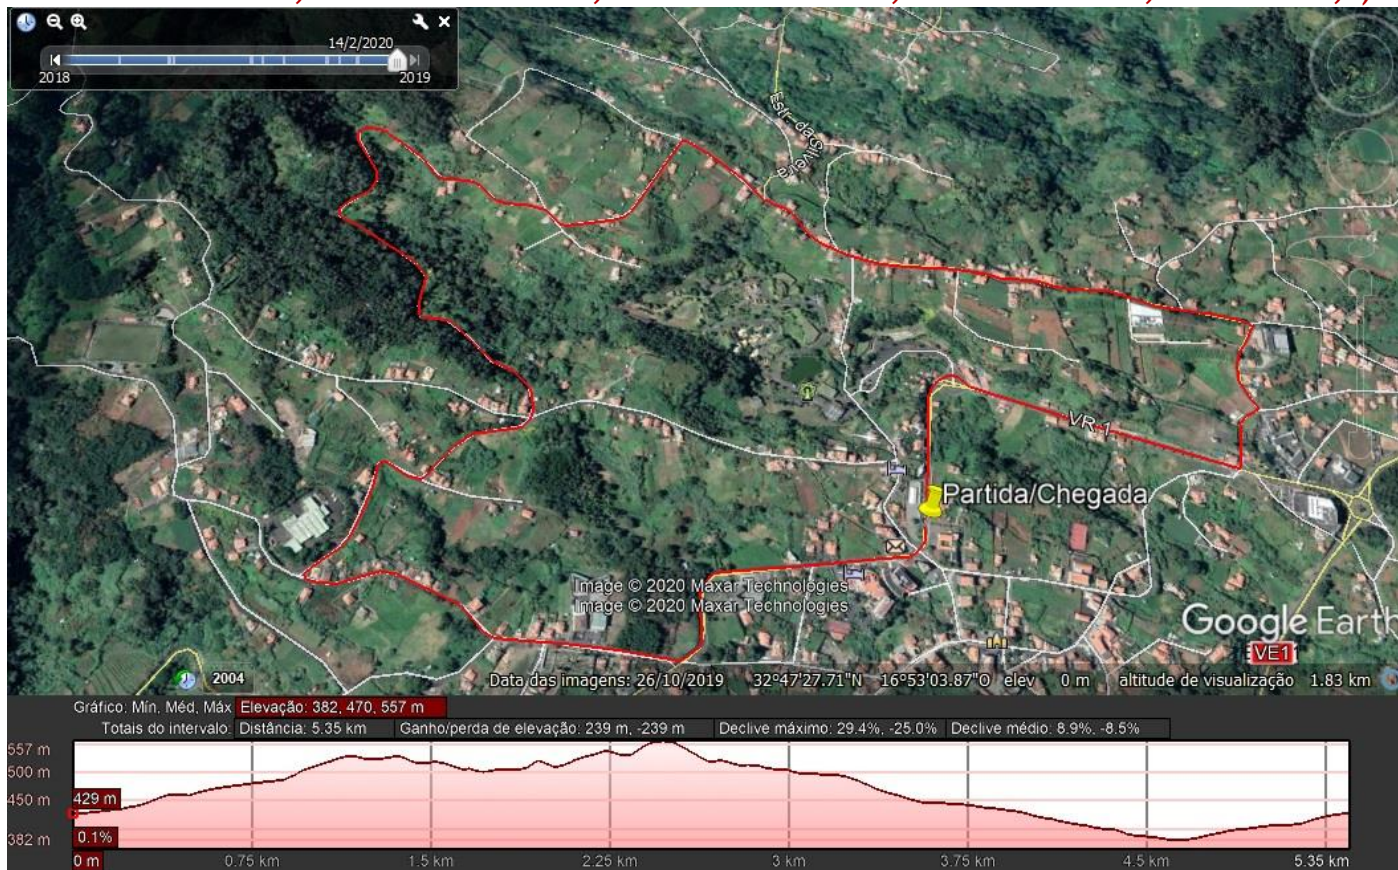 14/2/2020
2018
2019
Estr. da Silveira
VR-1
Partida/Chegada
Image © 2020 Maxar Technologies
Image © 2020 Maxar Technologies
Google Earth
VE1
2004
Data das imagens: 26/10/2019 32°47'27.71"N 16°53'03.87"O elev 0 m altitude de visualização 1.83 km
Gráfico: Mín, Méd, Máx Elevação: 382, 470, 557 m
Totais do intervalo: Distância: 5.35 km Ganho/perda de elevação: 239 m, -239 m Declive máximo: 29.4%, -25.0% Declive médio: 8.9%, -8.5%
557 m
500 m
450 m
429 m
382 m
0.1%
0 m 0.75 km 1.5 km 2.25 km 3 km 3.75 km 4.5 km 5.35 km